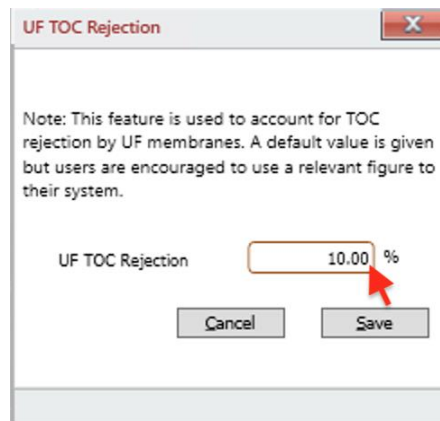 UF TOC Rejection
Note: This feature is used to account for TOC
rejection by UF membranes. A default value is given
but users are encouraged to use a relevant figure to
their system.
UF TOC Rejection 10.00 %
Cancel Save